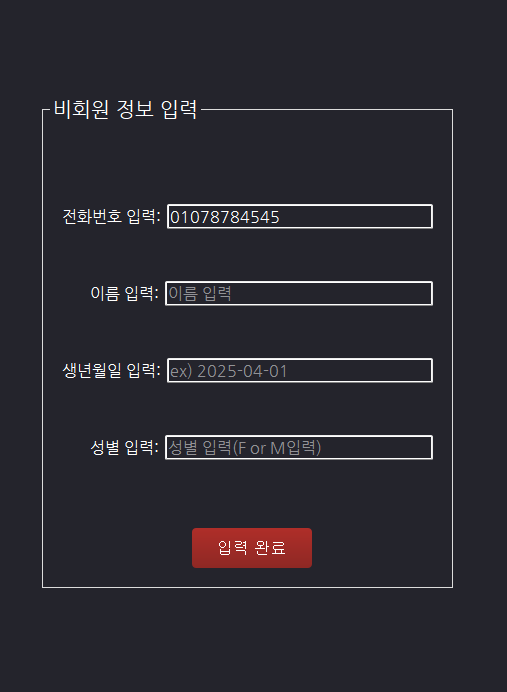 비회원 정보 입력
전화번호 입력: 01078784545
이름 입력: 이름 입력
생년월일 입력: ex) 2025-04-01
성별 입력: 성별 입력(F or M입력)
입력 완료